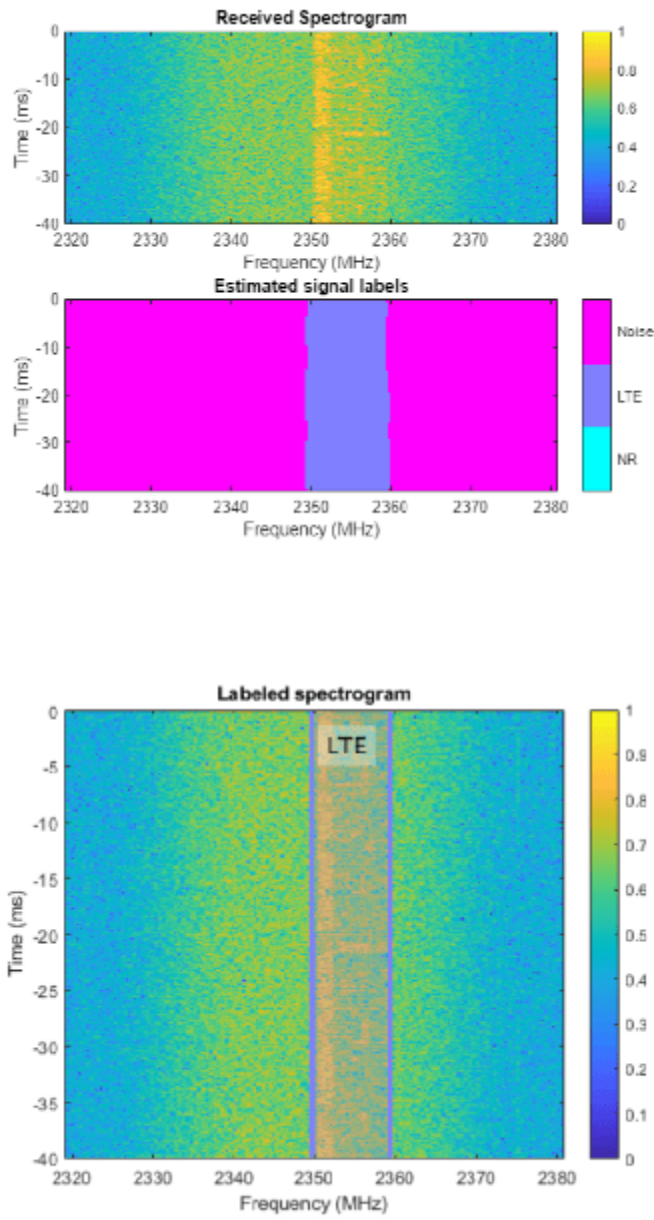 Received Spectrogram
0
-10
-20
-30
-40
Time (ms)
2320 2330 2340 2350 2360 2370 2380
Frequency (MHz)
1
0.8
0.6
0.4
0.2
0
Estimated signal labels
0
-10
-20
-30
-40
Time (ms)
2320 2330 2340 2350 2360 2370 2380
Frequency (MHz)
Noise
LTE
NR
Labeled spectrogram
LTE
0
-5
-10
-15
-20
-25
-30
-35
-40
Time (ms)
2320 2330 2340 2350 2360 2370 2380
Frequency (MHz)
1
0.9
0.8
0.7
0.6
0.5
0.4
0.3
0.2
0.1
0